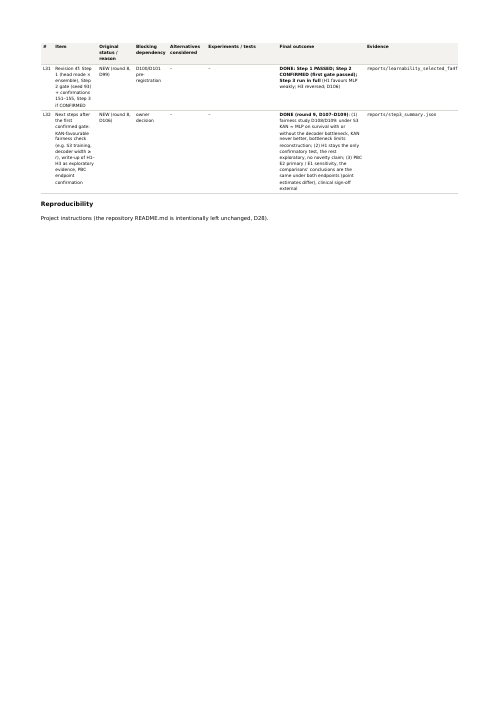 # Item Original status / reason Blocking dependency Alternatives considered Experiments / tests Final outcome Evidence
L31 Revision 45 Step 1 (head mode × ensemble), Step 2 gate (seed 93) + confirmations 151–155, Step 3 if CONFIRMED NEW (round 8, D99) D100/D101 pre-registration – – DONE: Step 1 PASSED; Step 2 CONFIRMED (first gate passed); Step 3 run in full (H1 favours MLP weakly; H3 reversed; D106)
L32 Next steps after the first confirmed gate: KAN-favourable fairness check (e.g. S3 training, decoder width ≥ r), write-up of H1–H3 as exploratory evidence, PBC endpoint confirmation NEW (round 8, D106) owner decision – – DONE (round 9, D107–D109): (1) fairness study D108/D109: under S3 KAN = MLP on survival with or without the decoder bottleneck, KAN never better, bottleneck limits reconstruction; (2) H1 stays the only confirmatory test, the rest exploratory, no novelty claim; (3) PBC E2 primary / E1 sensitivity, the comparisons' conclusions are the same under both endpoints (point estimates differ), clinical sign-off external reports/step3_summary.json
Reproducibility
Project instructions (the repository README.md is intentionally left unchanged, D28).